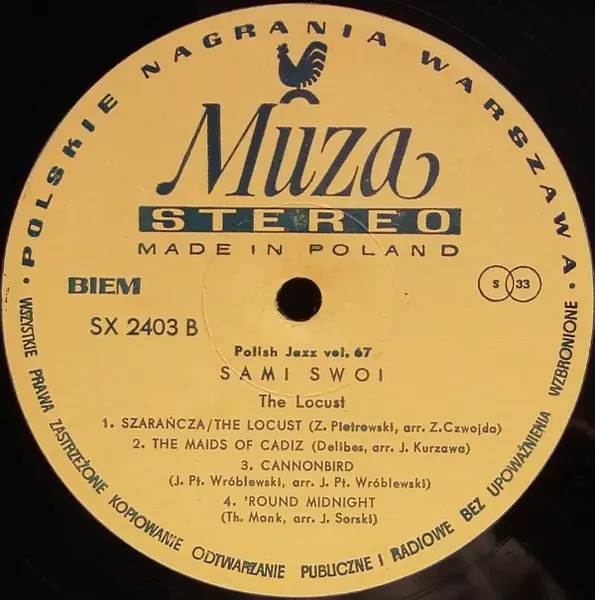 • POLSKIE NAGRANIA WARSZAWA •
Muza
STEREO
MADE IN POLAND
BIEM
S 33
SX 2403 B
Polish Jazz vol. 67
SAMI SWOI
The Locust
1. SZARAŃCZA/THE LOCUST (Z. Piotrowski, arr. Z. Czwojda)
2. THE MAIDS OF CADIZ (Delibes, arr. J. Kurzawa)
3. CANNONBIRD
(J. Pt. Wróblewski, arr. J. Pt. Wróblewski)
4. 'ROUND MIDNIGHT
(Th. Monk, arr. J. Sorski)
WSZYSTKIE PRAWA ZASTRZEŻONE KOPIOWANIE ODTWARZANIE PUBLICZNE I RADIOWE BEZ UPOWAŻNIENIA WZBRONIONE